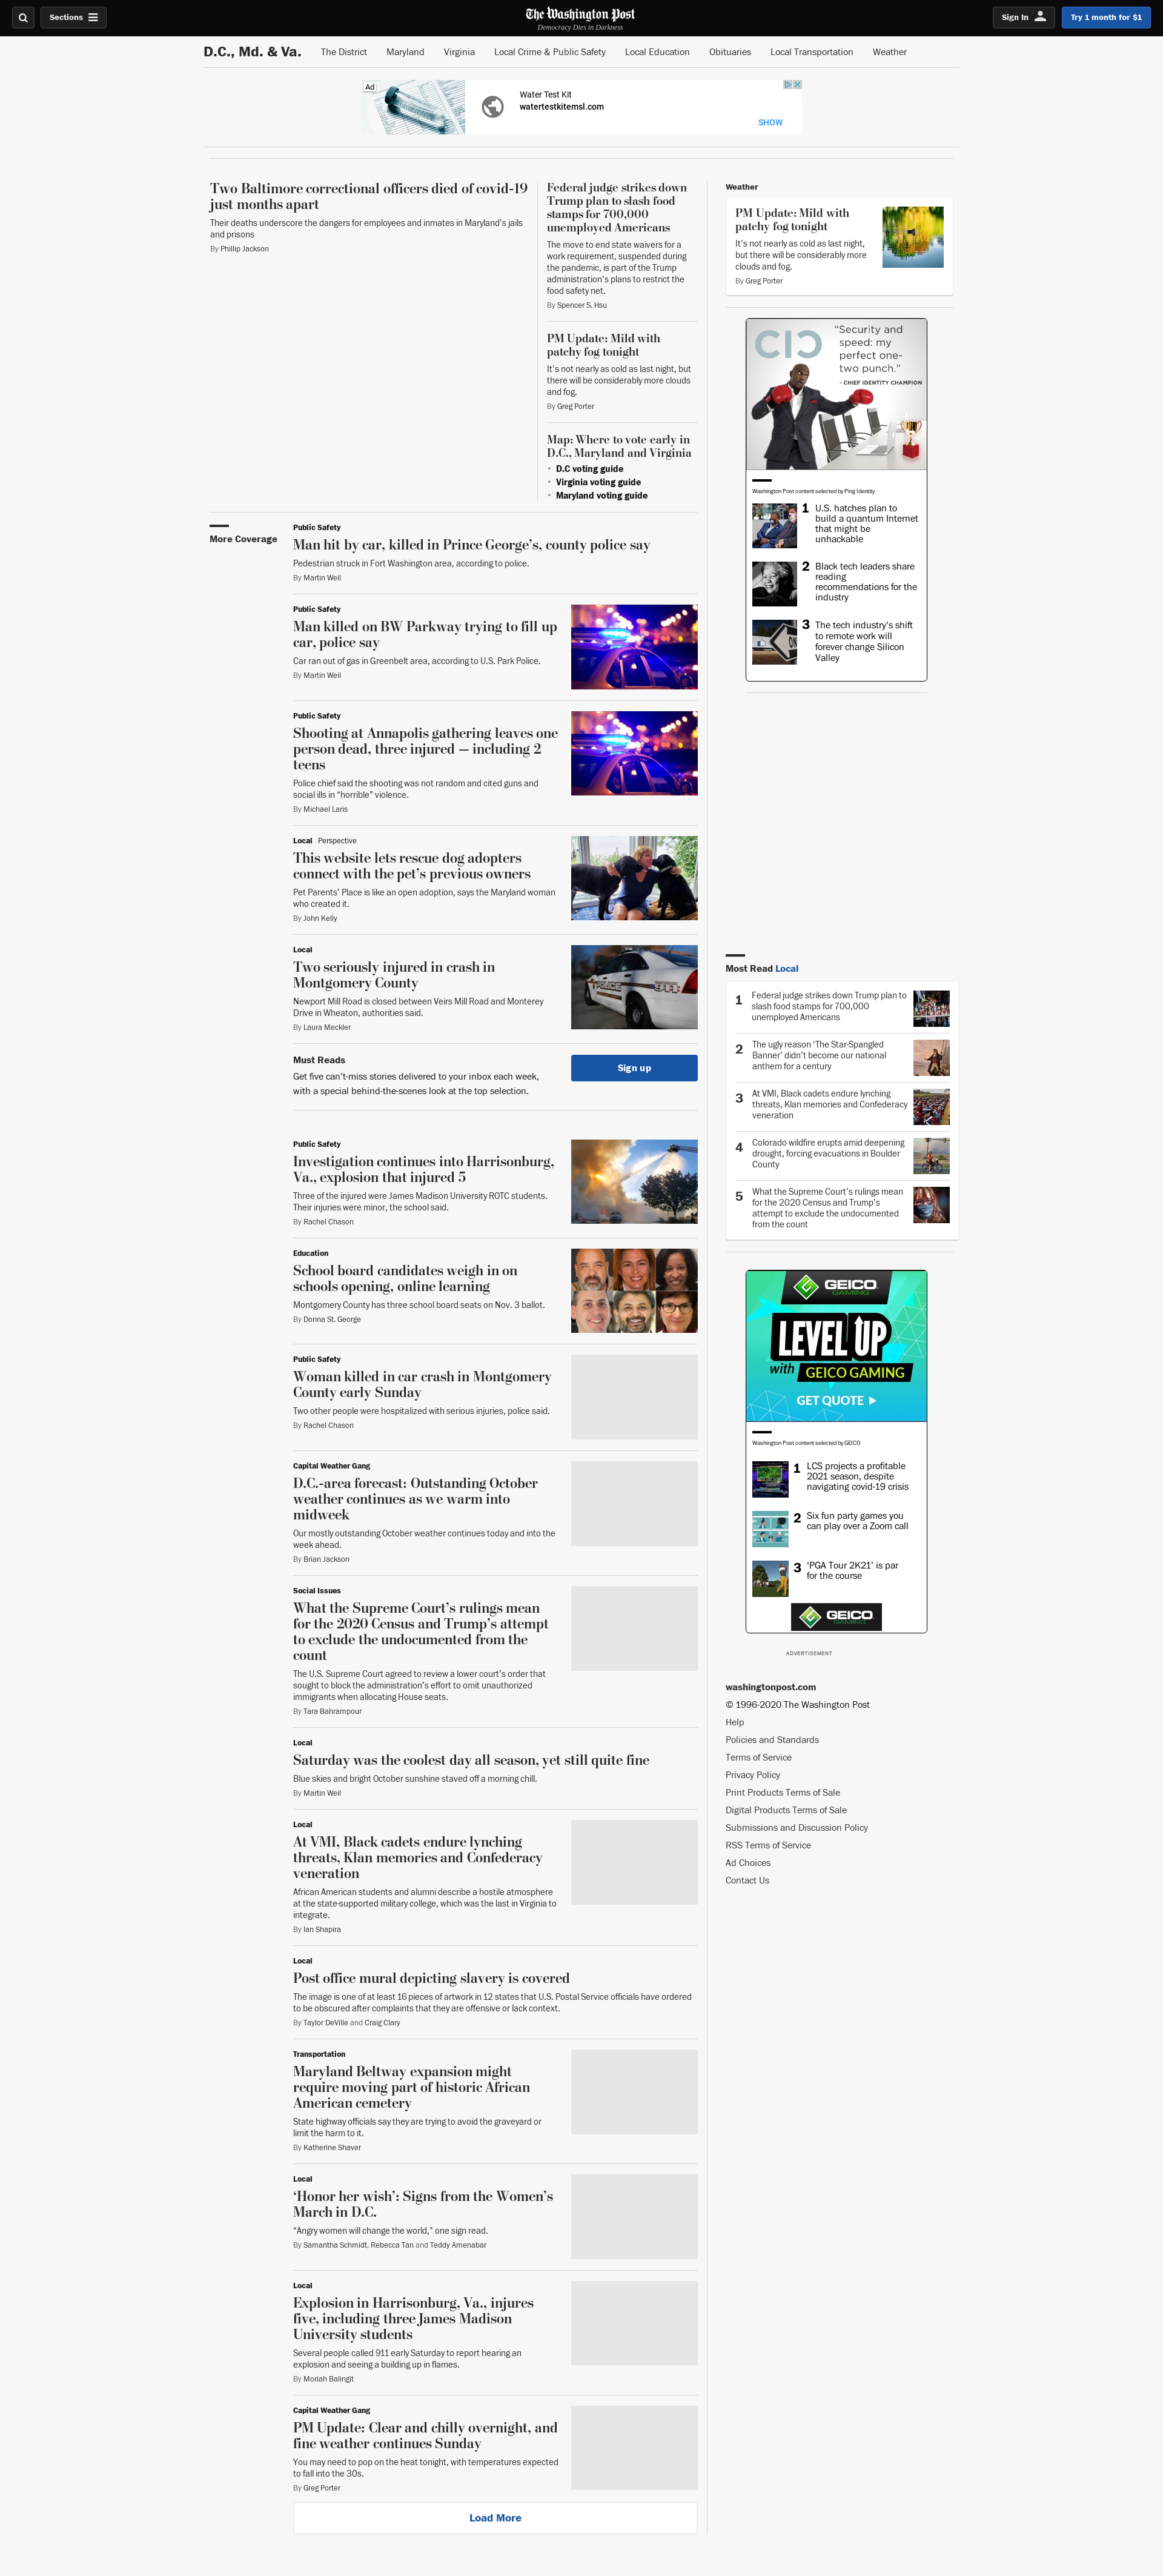 Sections
The Washington Post
Democracy Dies in Darkness
Sign In
Try 1 month for $1
D.C., Md. & Va.
The District
Maryland
Virginia
Local Crime & Public Safety
Local Education
Obituaries
Local Transportation
Weather
Ad
Water Test Kit
watertestkitemsl.com
SHOW
Two Baltimore correctional officers died of covid-19
just months apart
Their deaths underscore the dangers for employees and inmates in Maryland's jails
and prisons
By Phillip Jackson
Federal judge strikes down
Trump plan to slash food
stamps for 700,000
unemployed Americans
The move to end state waivers for a
work requirement, suspended during
the pandemic, is part of the Trump
administration's plans to restrict the
food safety net.
By Spencer S. Hsu
PM Update: Mild with
patchy fog tonight
It's not nearly as cold as last night, but
there will be considerably more clouds
and fog.
By Greg Porter
Map: Where to vote early in
D.C., Maryland and Virginia
• D.C voting guide
• Virginia voting guide
• Maryland voting guide
Weather
PM Update: Mild with
patchy fog tonight
It's not nearly as cold as last night,
but there will be considerably more
clouds and fog.
By Greg Porter
CIC
"Security and
speed: my
perfect one-
two punch."
- CHIEF IDENTITY CHAMPION
Washington Post content selected by Ping Identity
1 U.S. hatches plan to
build a quantum Internet
that might be
unhackable
2 Black tech leaders share
reading
recommendations for the
industry
3 The tech industry's shift
to remote work will
forever change Silicon
Valley
More Coverage
Public Safety
Man hit by car, killed in Prince George's, county police say
Pedestrian struck in Fort Washington area, according to police.
By Martin Weil
Public Safety
Man killed on BW Parkway trying to fill up
car, police say
Car ran out of gas in Greenbelt area, according to U.S. Park Police.
By Martin Weil
Public Safety
Shooting at Annapolis gathering leaves one
person dead, three injured — including 2
teens
Police chief said the shooting was not random and cited guns and
social ills in "horrible" violence.
By Michael Laris
Local Perspective
This website lets rescue dog adopters
connect with the pet's previous owners
Pet Parents' Place is like an open adoption, says the Maryland woman
who created it.
By John Kelly
Local
Two seriously injured in crash in
Montgomery County
Newport Mill Road is closed between Veirs Mill Road and Monterey
Drive in Wheaton, authorities said.
By Laura Meckler
Must Reads
Get five can't-miss stories delivered to your inbox each week,
with a special behind-the-scenes look at the top selection.
Sign up
Public Safety
Investigation continues into Harrisonburg,
Va., explosion that injured 5
Three of the injured were James Madison University ROTC students.
Their injuries were minor, the school said.
By Rachel Chason
Education
School board candidates weigh in on
schools opening, online learning
Montgomery County has three school board seats on Nov. 3 ballot.
By Donna St. George
Public Safety
Woman killed in car crash in Montgomery
County early Sunday
Two other people were hospitalized with serious injuries, police said.
By Rachel Chason
Capital Weather Gang
D.C.-area forecast: Outstanding October
weather continues as we warm into
midweek
Our mostly outstanding October weather continues today and into the
week ahead.
By Brian Jackson
Social Issues
What the Supreme Court's rulings mean
for the 2020 Census and Trump's attempt
to exclude the undocumented from the
count
The U.S. Supreme Court agreed to review a lower court's order that
sought to block the administration's effort to omit unauthorized
immigrants when allocating House seats.
By Tara Bahrampour
Local
Saturday was the coolest day all season, yet still quite fine
Blue skies and bright October sunshine staved off a morning chill.
By Martin Weil
Local
At VMI, Black cadets endure lynching
threats, Klan memories and Confederacy
veneration
African American students and alumni describe a hostile atmosphere
at the state-supported military college, which was the last in Virginia to
integrate.
By Ian Shapira
Local
Post office mural depicting slavery is covered
The image is one of at least 16 pieces of artwork in 12 states that U.S. Postal Service officials have ordered
to be obscured after complaints that they are offensive or lack context.
By Taylor DeVille and Craig Clary
Transportation
Maryland Beltway expansion might
require moving part of historic African
American cemetery
State highway officials say they are trying to avoid the graveyard or
limit the harm to it.
By Katherine Shaver
Local
'Honor her wish': Signs from the Women's
March in D.C.
"Angry women will change the world," one sign read.
By Samantha Schmidt, Rebecca Tan and Teddy Amenabar
Local
Explosion in Harrisonburg, Va., injures
five, including three James Madison
University students
Several people called 911 early Saturday to report hearing an
explosion and seeing a building up in flames.
By Moriah Balingit
Capital Weather Gang
PM Update: Clear and chilly overnight, and
fine weather continues Sunday
You may need to pop on the heat tonight, with temperatures expected
to fall into the 30s.
By Greg Porter
Load More
Most Read Local
1 Federal judge strikes down Trump plan to
slash food stamps for 700,000
unemployed Americans
2 The ugly reason 'The Star-Spangled
Banner' didn't become our national
anthem for a century
3 At VMI, Black cadets endure lynching
threats, Klan memories and Confederacy
veneration
4 Colorado wildfire erupts amid deepening
drought, forcing evacuations in Boulder
County
5 What the Supreme Court's rulings mean
for the 2020 Census and Trump's
attempt to exclude the undocumented
from the count
GEICO
GAMING
LEVEL UP
with GEICO GAMING
GET QUOTE
Washington Post content selected by GEICO
1 LCS projects a profitable
2021 season, despite
navigating covid-19 crisis
2 Six fun party games you
can play over a Zoom call
3 'PGA Tour 2K21' is par
for the course
GEICO
GAMING
ADVERTISEMENT
washingtonpost.com
© 1996-2020 The Washington Post
Help
Policies and Standards
Terms of Service
Privacy Policy
Print Products Terms of Sale
Digital Products Terms of Sale
Submissions and Discussion Policy
RSS Terms of Service
Ad Choices
Contact Us